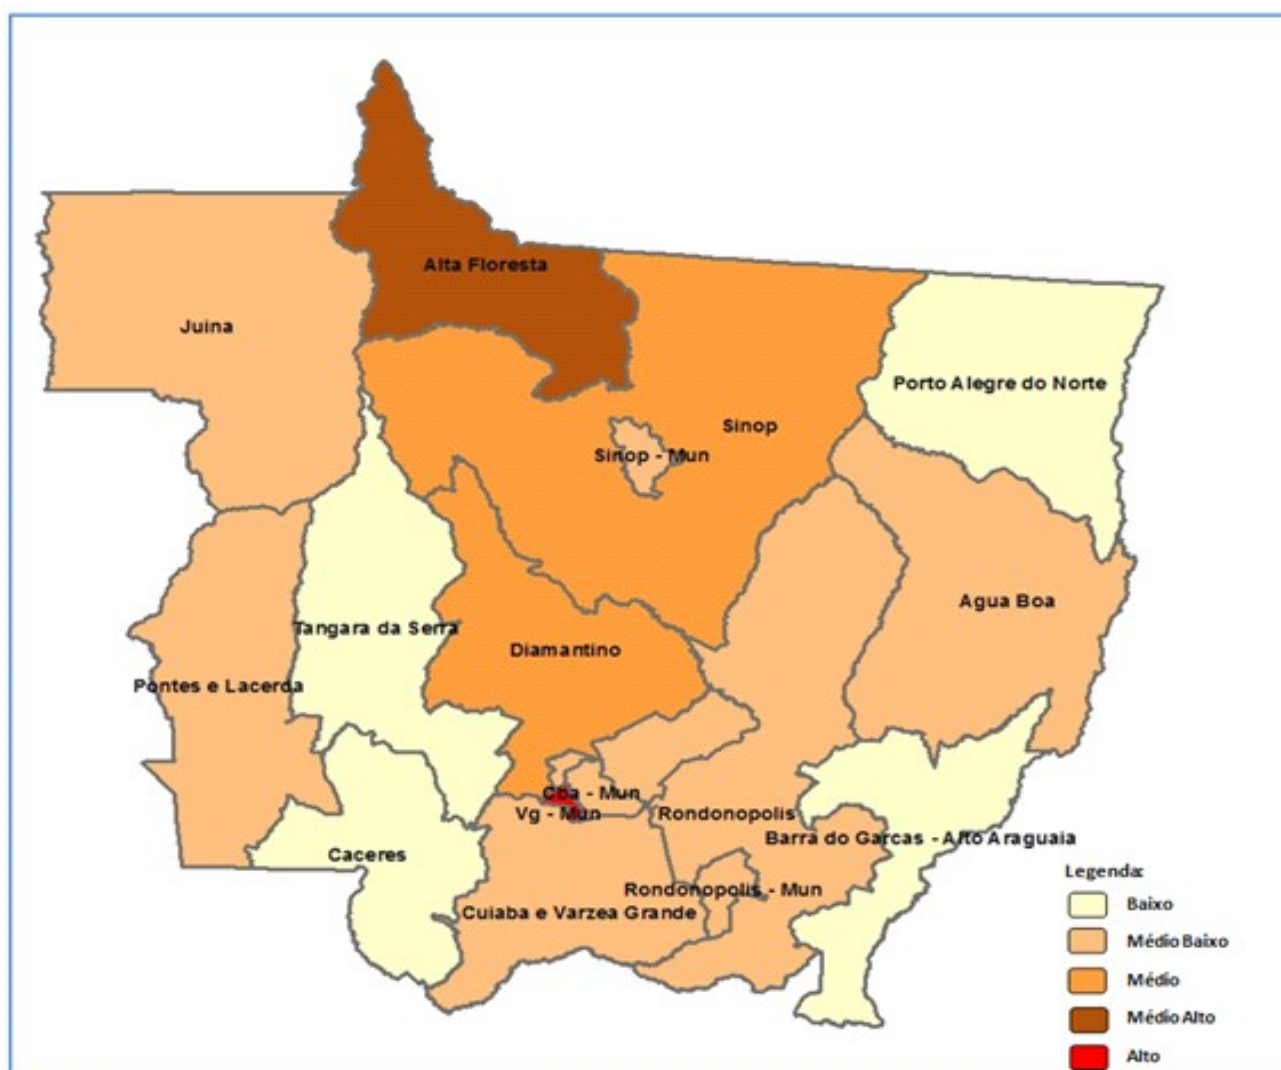 Alta Floresta
Juina
Porto Alegre do Norte
Sinop
Sinop - Mun
Agua Boa
Tangara da Serra
Diamantino
Pontes e Lacerda
Cba - Mun
Vg - Mun
Rondonopolis
Barra do Garcas - Alto Araguaia
Caceres
Rondonopolis - Mun
Cuiaba e Varzea Grande
Legenda:
Baixo
Médio Baixo
Médio
Médio Alto
Alto